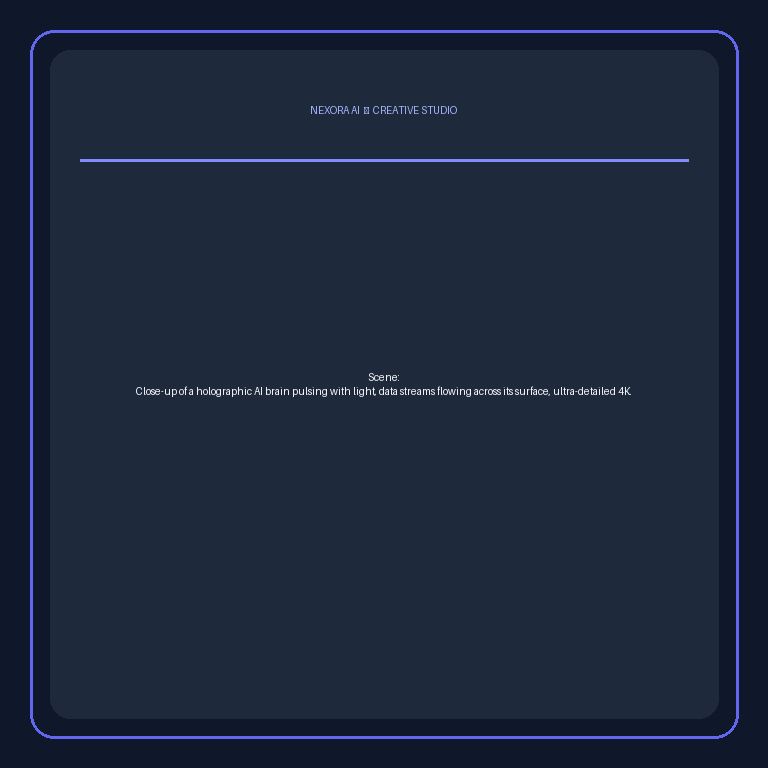 NEXORA AI CREATIVE STUDIO
Scene:
Close-up of a holographic AI brain pulsing with light, data streams flowing across its surface, ultra-detailed 4K.